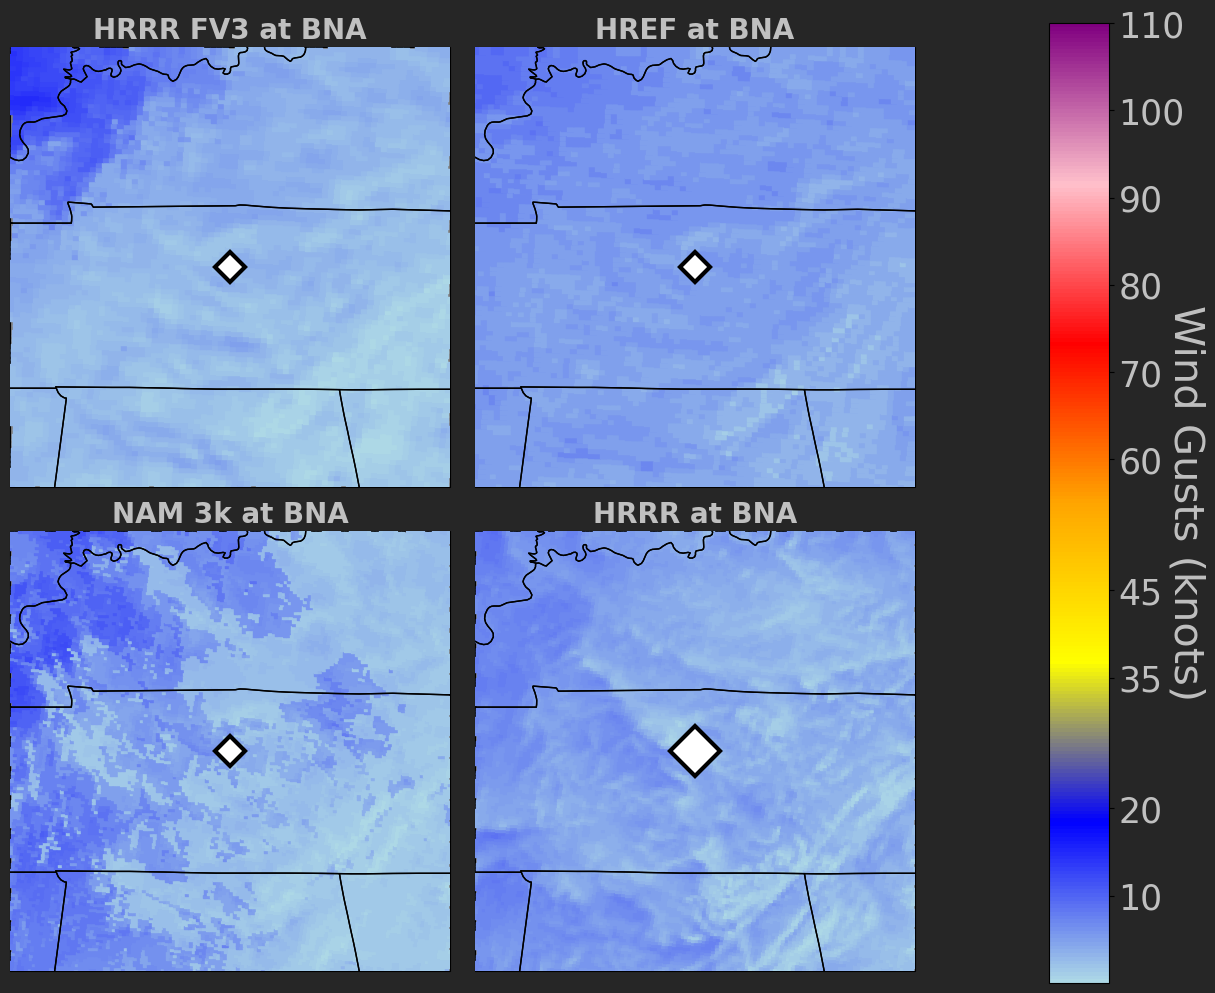 HRRR FV3 at BNA
HREF at BNA
NAM 3k at BNA
HRRR at BNA
110
100
90
80
70
60
45
35
20
10
Wind Gusts (knots)